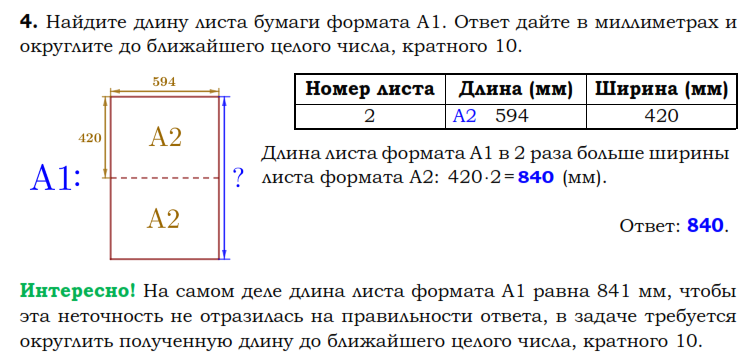 4. Найдите длину листа бумаги формата А1. Ответ дайте в миллиметрах и
округлите до ближайшего целого числа, кратного 10.
594
420
А2
А1:
?
А2
Номер листа Длина (мм) Ширина (мм)
2 А2 594 420
Длина листа формата А1 в 2 раза больше ширины
листа формата А2: 420·2=840 (мм).
Ответ: 840.
Интересно! На самом деле длина листа формата А1 равна 841 мм, чтобы
эта неточность не отразилась на правильности ответа, в задаче требуется
округлить полученную длину до ближайшего целого числа, кратного 10.